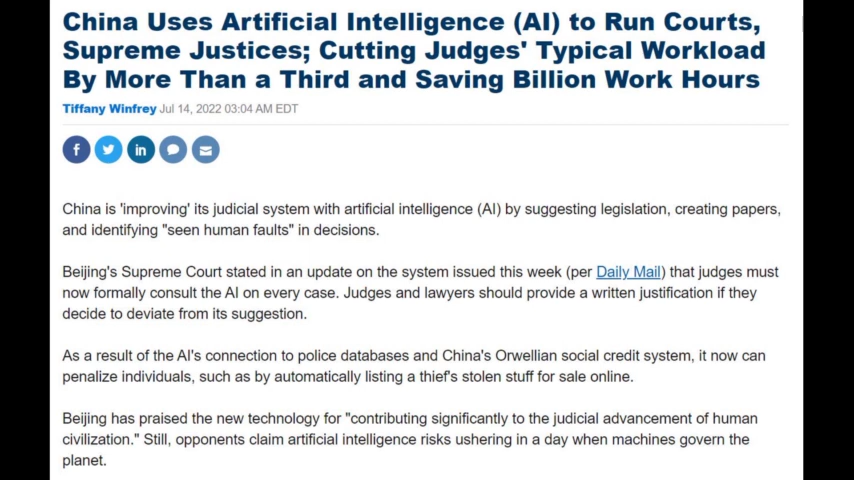 China Uses Artificial Intelligence (AI) to Run Courts,
Supreme Justices; Cutting Judges' Typical Workload
By More Than a Third and Saving Billion Work Hours
Tiffany Winfrey Jul 14, 2022 03:04 AM EDT
China is 'improving' its judicial system with artificial intelligence (AI) by suggesting legislation, creating papers,
and identifying "seen human faults" in decisions.
Beijing's Supreme Court stated in an update on the system issued this week (per Daily Mail) that judges must
now formally consult the AI on every case. Judges and lawyers should provide a written justification if they
decide to deviate from its suggestion.
As a result of the AI's connection to police databases and China's Orwellian social credit system, it now can
penalize individuals, such as by automatically listing a thief's stolen stuff for sale online.
Beijing has praised the new technology for "contributing significantly to the judicial advancement of human
civilization." Still, opponents claim artificial intelligence risks ushering in a day when machines govern the
planet.